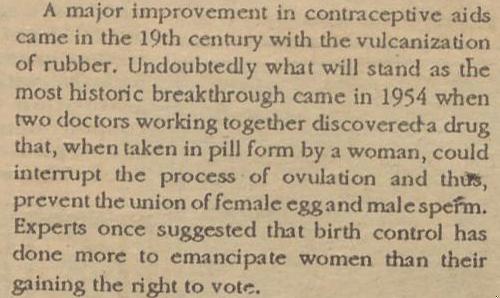 A major improvement in contraceptive aids
came in the 19th century with the vulcanization
of rubber. Undoubtedly what will stand as the
most historic breakthrough came in 1954 when
two doctors working together discovered a drug
that, when taken in pill form by a woman, could
interrupt the process of ovulation and thus,
prevent the union of female egg and male sperm.
Experts once suggested that birth control has
done more to emancipate women than their
gaining the right to vote.